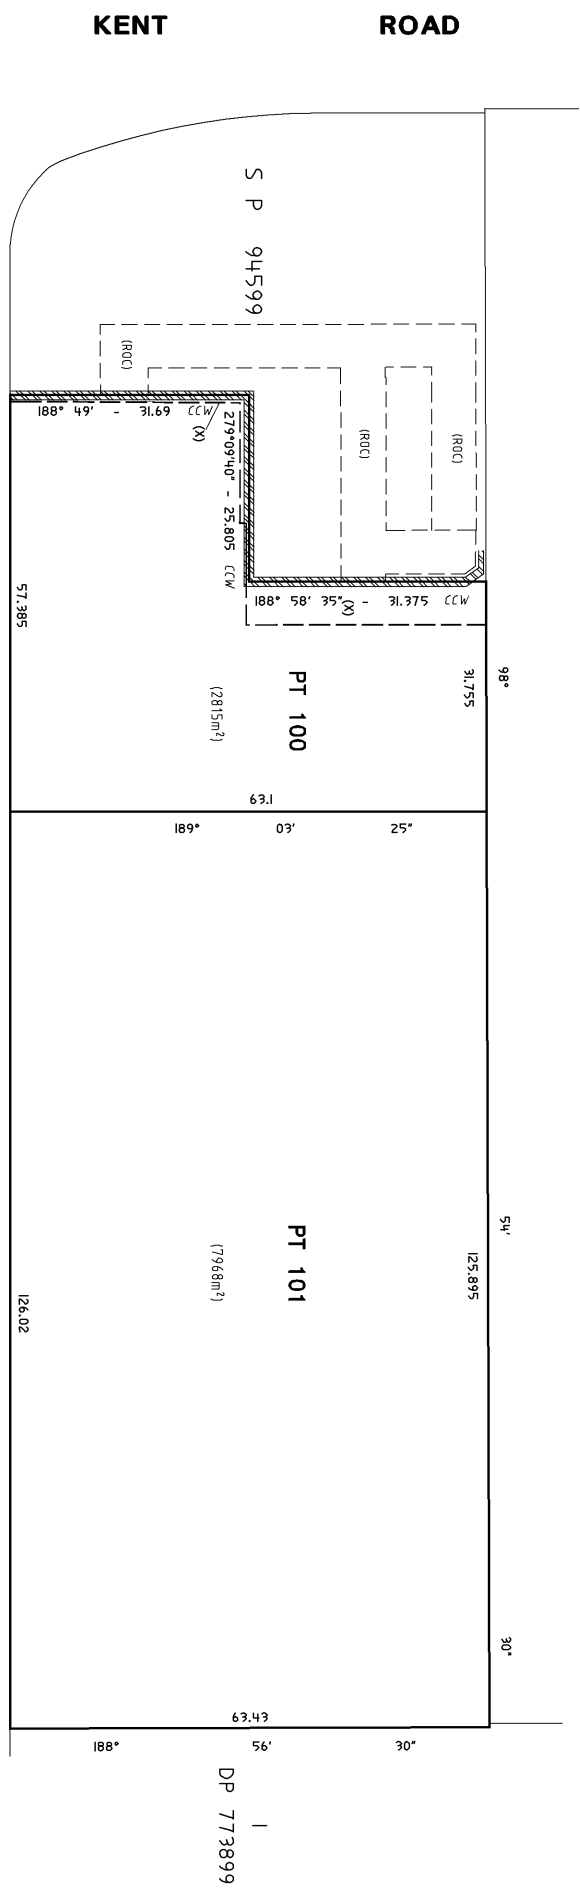 KENT ROAD
S P 94599
(ROC)
(ROC)
(ROC)
188° 49' - 31.69 CCW
(X)
279°09'40" - 25.805 CCW
188° 58' 35" - 31.375 CCW
(X)
57.385
31.755
98°
PT 100
(2815m²)
63.1
189° 03' 25"
PT 101
(7968m²)
54'
125.895
126.02
30"
63.43
188° 56' 30"
1
DP 773899